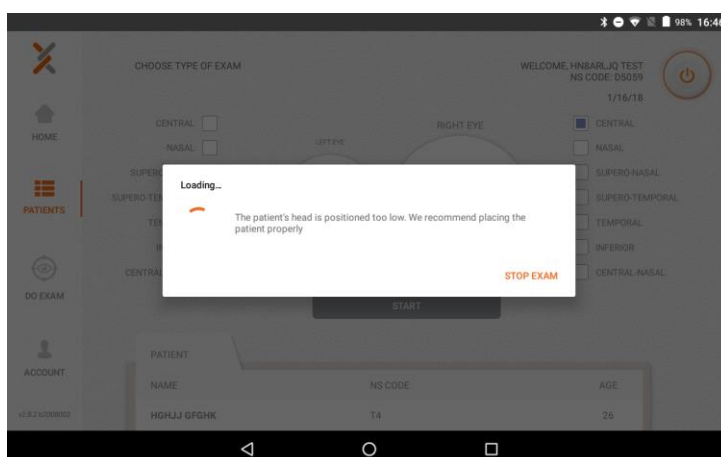 98% 16:46
CHOOSE TYPE OF EXAM
WELCOME, HNBARLJQ TEST
NS CODE: D5059
1/16/18
HOME
PATIENTS
DO EXAM
ACCOUNT
CENTRAL
NASAL
LEFT EYE
RIGHT EYE
CENTRAL
NASAL
SUPERO-NASAL
SUPERO-TEMPORAL
TEMPORAL
INFERIOR
CENTRAL-NASAL
Loading...
The patient's head is positioned too low. We recommend placing the
patient properly
STOP EXAM
CENTRAL
START
PATIENT
NAME NS CODE AGE
HGHJJ GFGHK T4 26